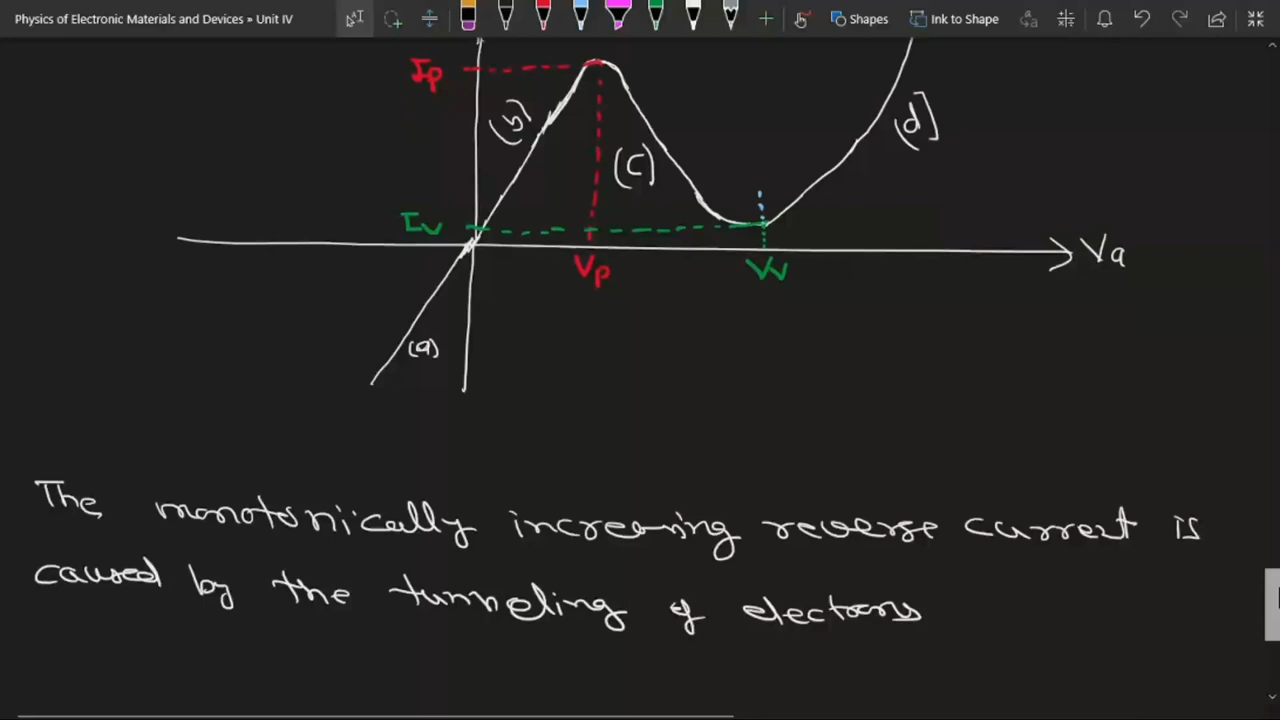 Physics of Electronic Materials and Devices » Unit IV
Shapes
Ink to Shape
Ip
(b)
(c)
(d]
Iv
Vp
Vv
Va
(a)
The monotonically increasing reverse current is
caused by the tunneling of electrons